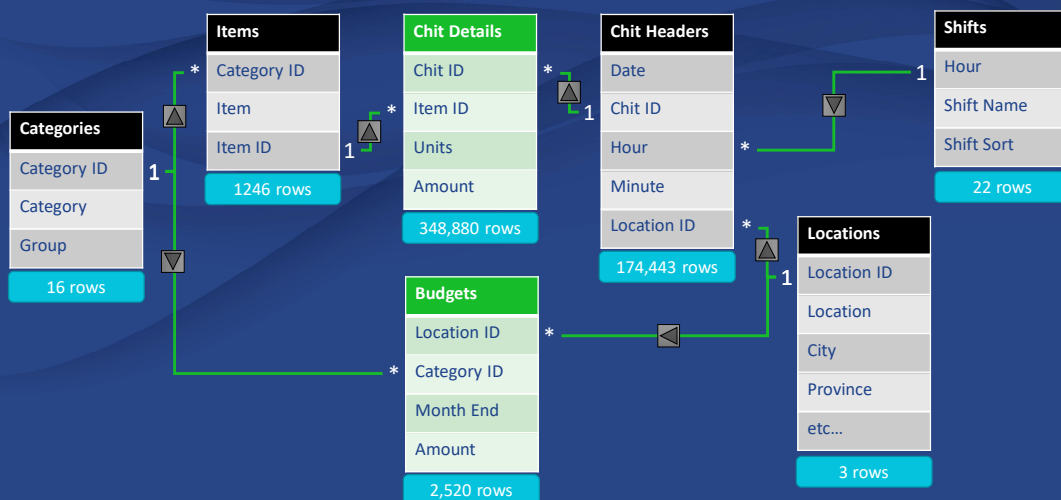 Categories
Category ID
Category
Group
16 rows
1
Items
Category ID
Item
Item ID
1246 rows
*
1
Chit Details
Chit ID
Item ID
Units
Amount
348,880 rows
*
*
1
Chit Headers
Date
Chit ID
Hour
Minute
Location ID
174,443 rows
*
*
1
Shifts
Hour
Shift Name
Shift Sort
22 rows
Budgets
Location ID
Category ID
Month End
Amount
2,520 rows
*
*
1
Locations
Location ID
Location
City
Province
etc…
3 rows